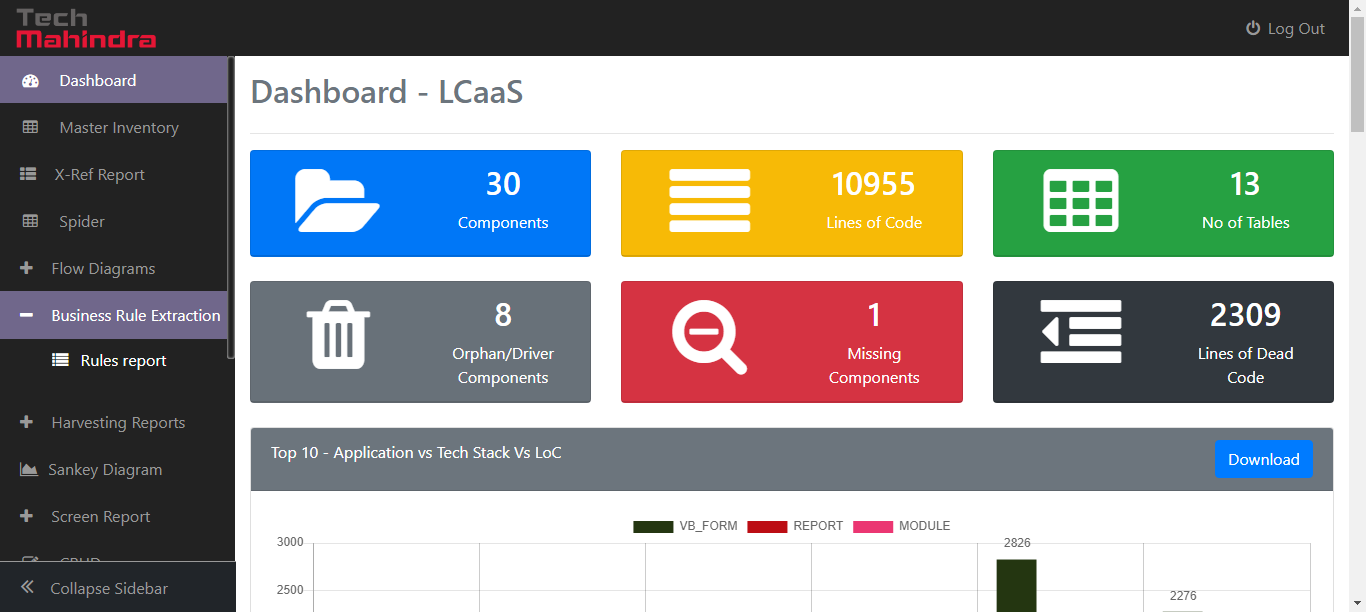 Tech
Mahindra
Log Out
Dashboard
Master Inventory
X-Ref Report
Spider
Flow Diagrams
Business Rule Extraction
Rules report
Harvesting Reports
Sankey Diagram
Screen Report
Collapse Sidebar
Dashboard - LCaaS
30
Components
10955
Lines of Code
13
No of Tables
8
Orphan/Driver
Components
1
Missing
Components
2309
Lines of Dead
Code
Top 10 - Application vs Tech Stack Vs LoC
Download
VB_FORM REPORT MODULE
3000
2826
2500
2276